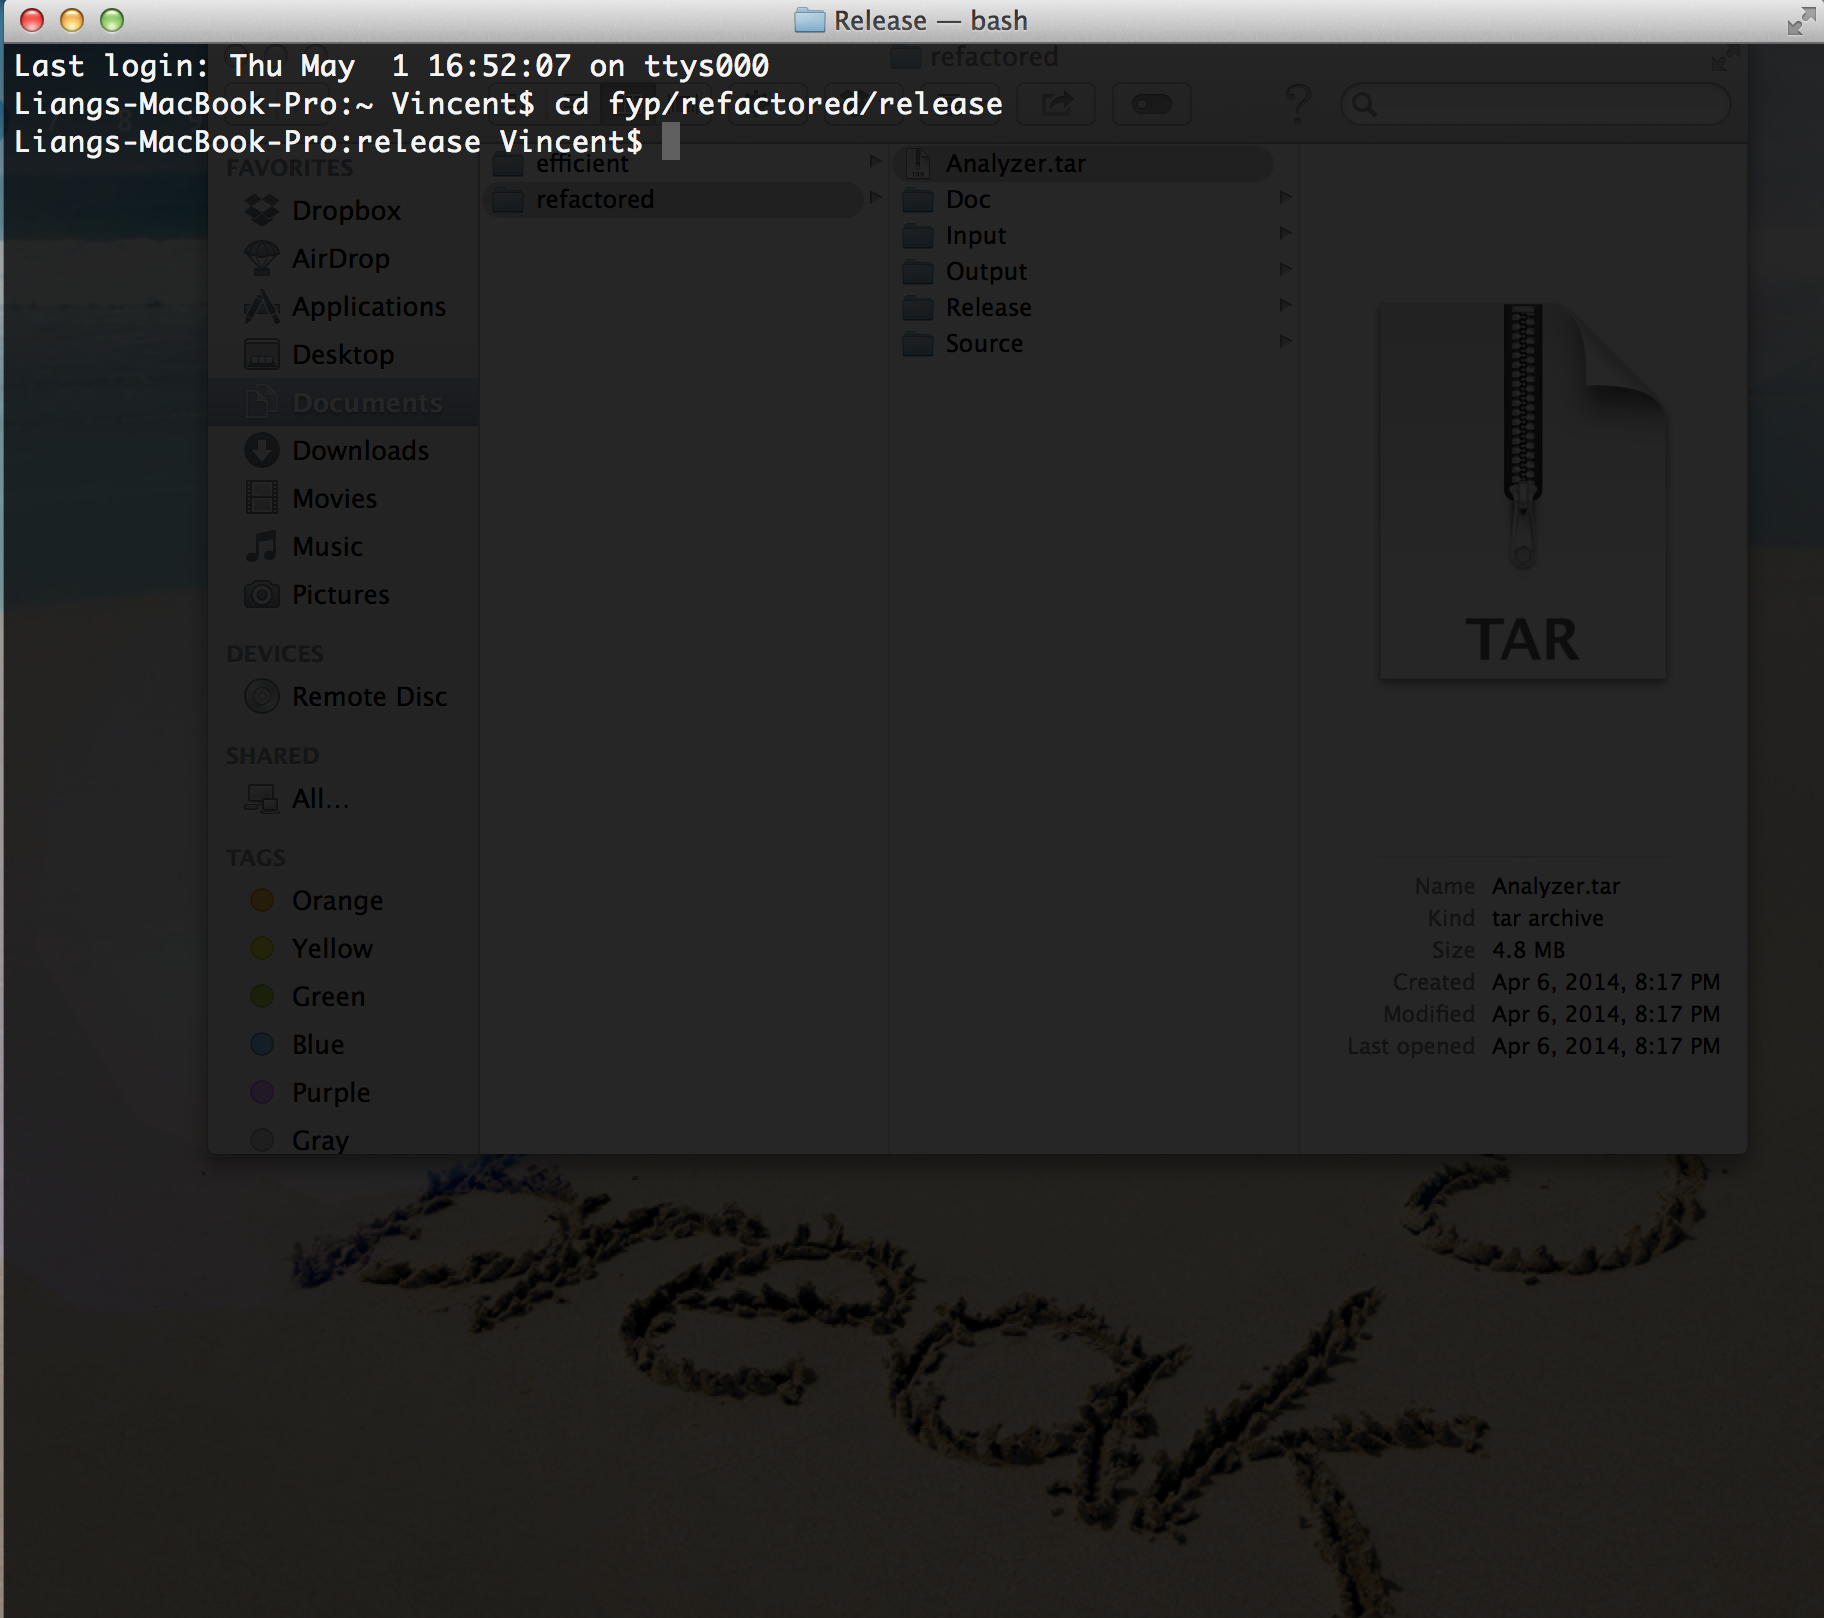 Release — bash
Last login: Thu May  1 16:52:07 on ttys000
Liangs-MacBook-Pro:~ Vincent$ cd fyp/refactored/release
Liangs-MacBook-Pro:release Vincent$
refactored
FAVORITES
Dropbox
AirDrop
Applications
Desktop
Documents
Downloads
Movies
Music
Pictures
DEVICES
Remote Disc
SHARED
All...
TAGS
Orange
Yellow
Green
Blue
Purple
Gray
efficient
refactored
Analyzer.tar
Doc
Input
Output
Release
Source
TAR
Name Analyzer.tar
Kind tar archive
Size 4.8 MB
Created Apr 6, 2014, 8:17 PM
Modified Apr 6, 2014, 8:17 PM
Last opened Apr 6, 2014, 8:17 PM